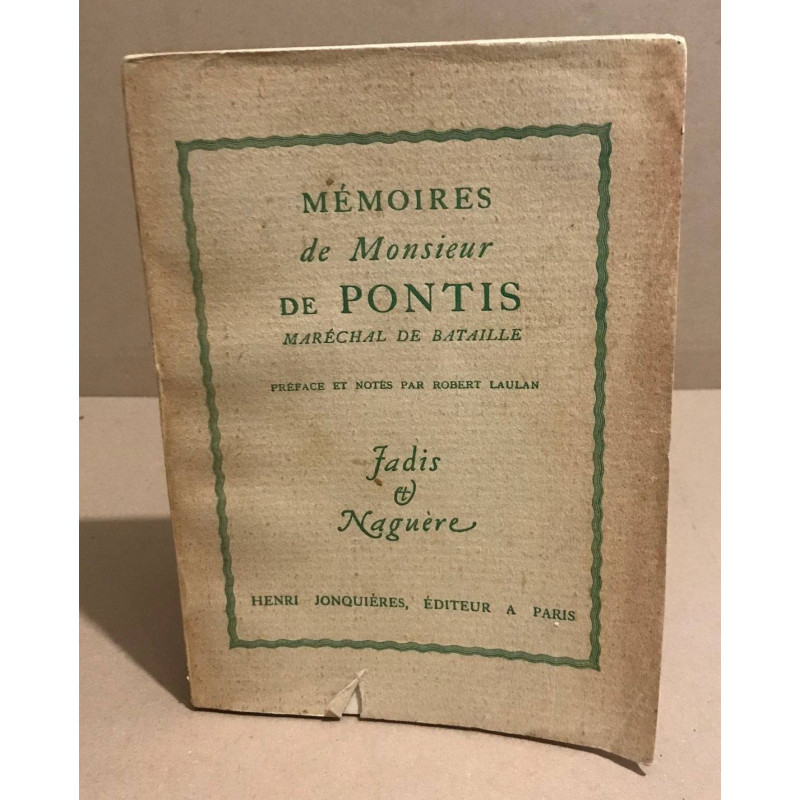 MÉMOIRES
de Monsieur
DE PONTIS
MARÉCHAL DE BATAILLE
PRÉFACE ET NOTES PAR ROBERT LAULAN
Jadis
&
Naguère
HENRI JONQUIÈRES, ÉDITEUR A PARIS